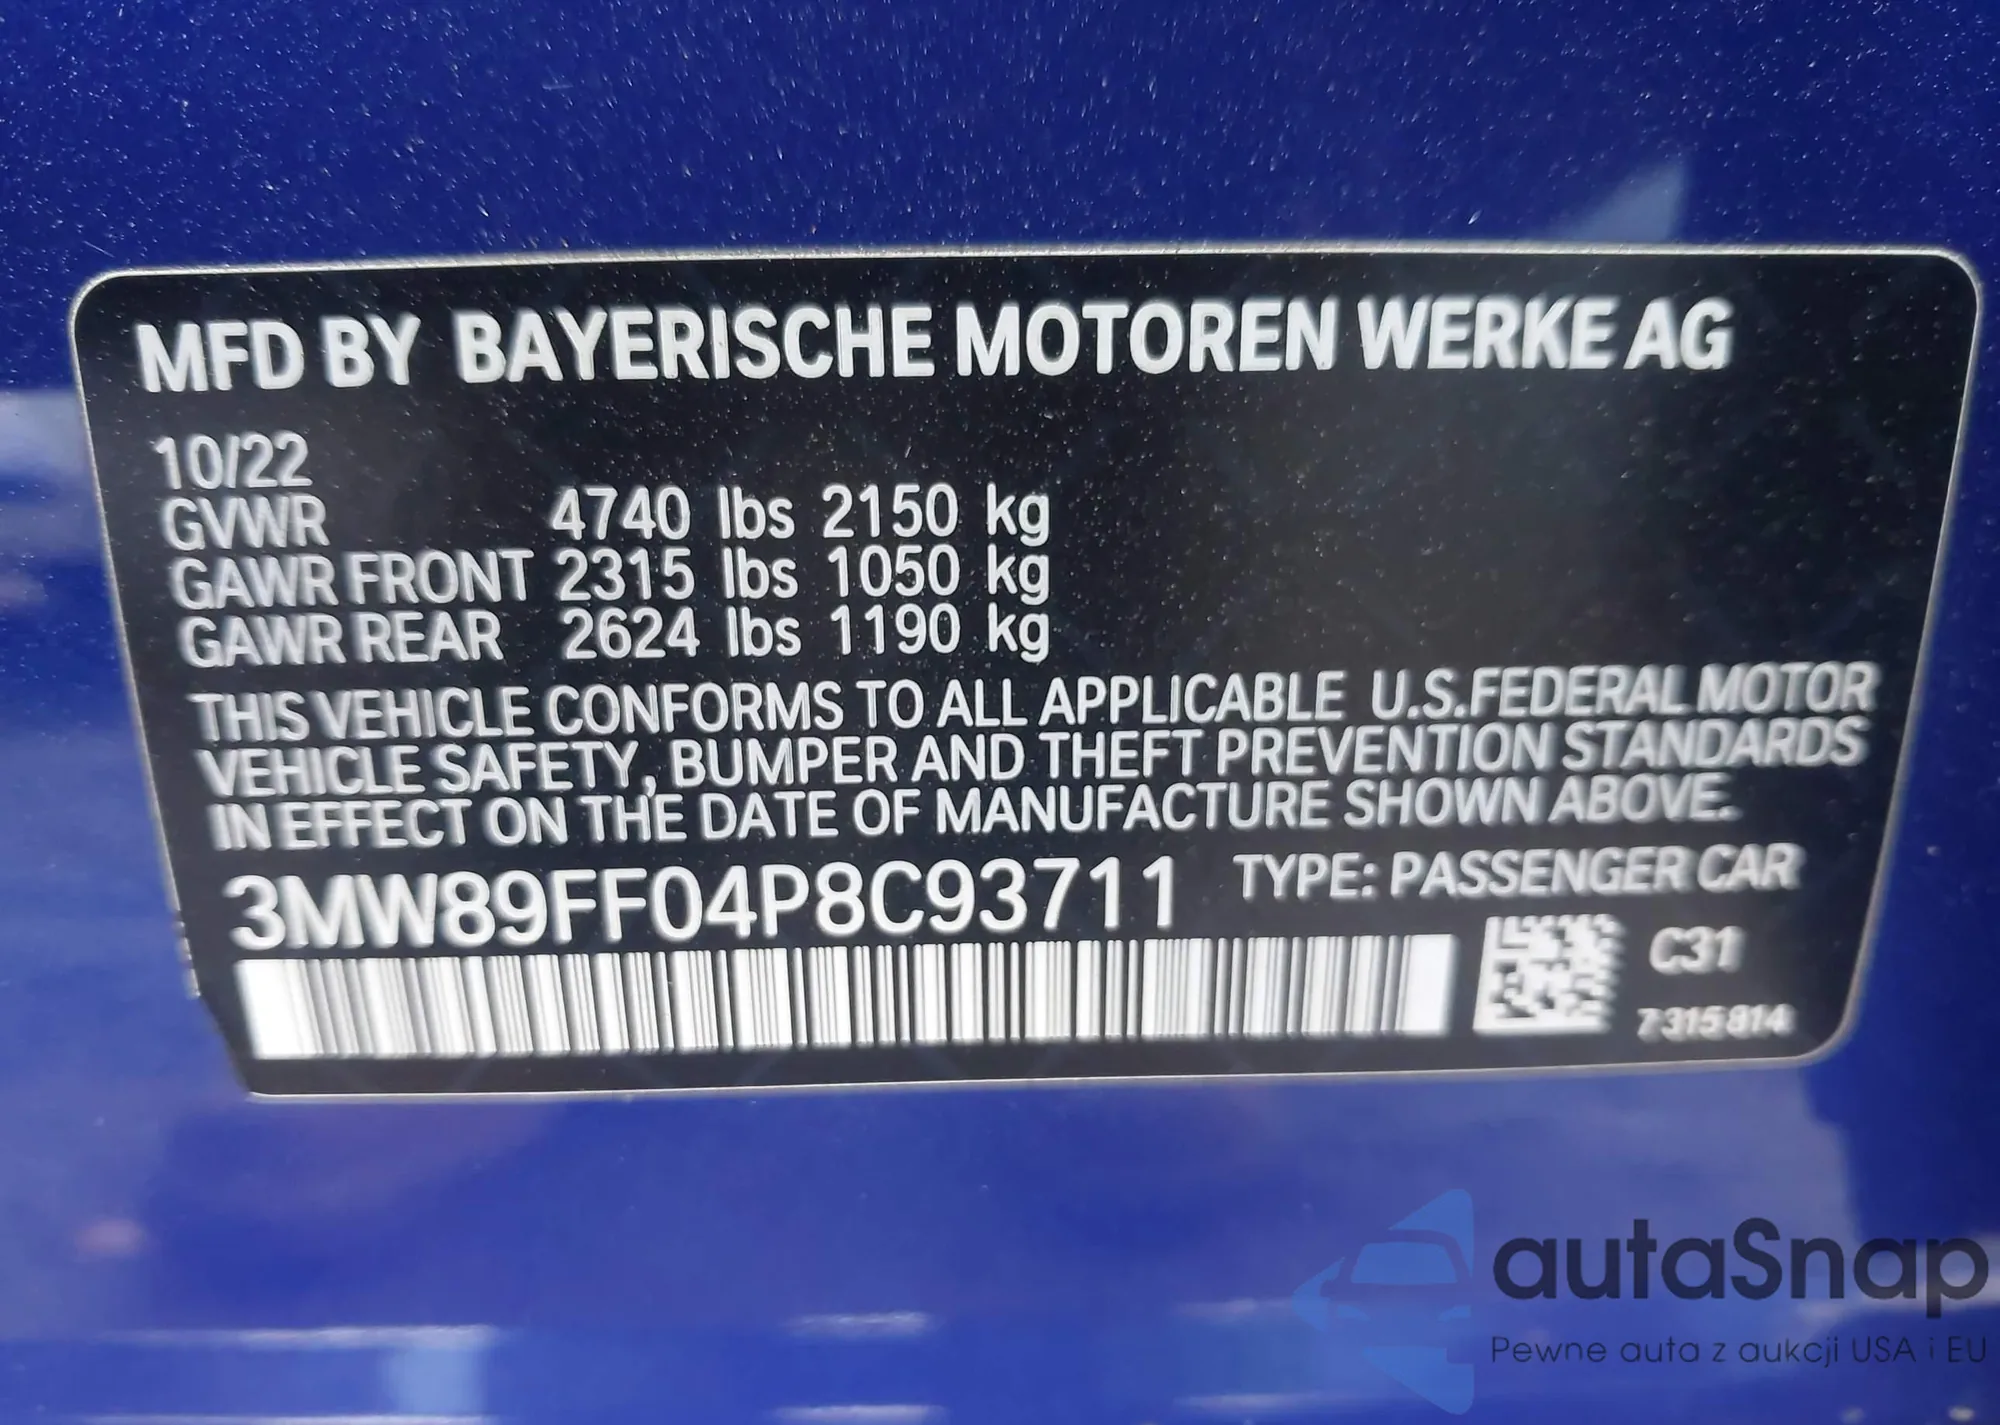 MFD BY BAYERISCHE MOTOREN WERKE AG
10/22
GVWR 4740 lbs 2150 kg
GAWR FRONT 2315 lbs 1050 kg
GAWR REAR 2624 lbs 1190 kg
THIS VEHICLE CONFORMS TO ALL APPLICABLE U.S.FEDERAL MOTOR
VEHICLE SAFETY, BUMPER AND THEFT PREVENTION STANDARDS
IN EFFECT ON THE DATE OF MANUFACTURE SHOWN ABOVE.
3MW89FF04P8C93711 TYPE: PASSENGER CAR
C31
7315814
autaSnap
Pewne auta z aukcji USA i EU